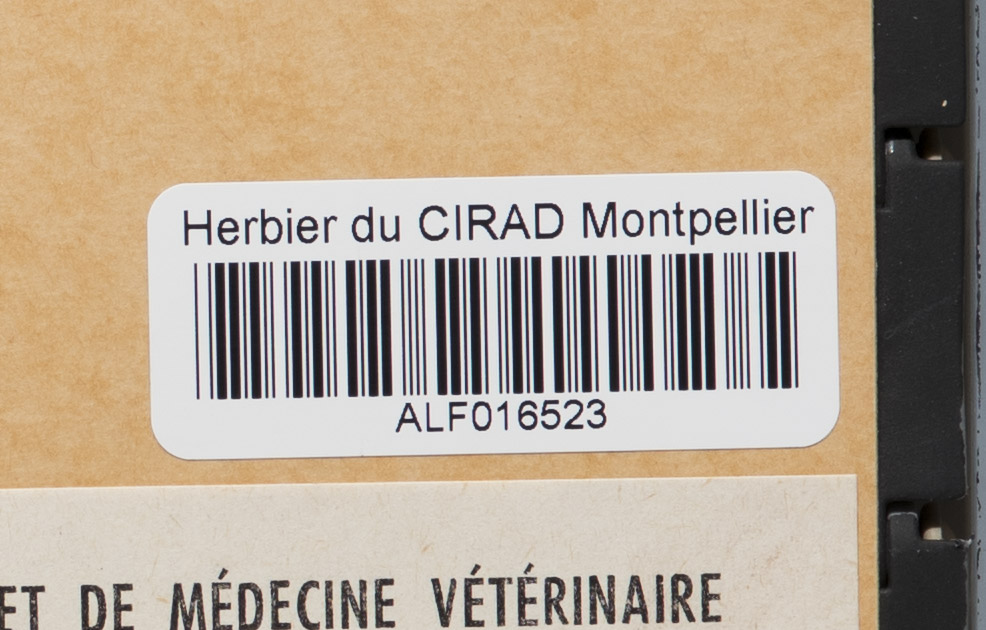 Herbier du CIRAD Montpellier
ALF016523
ET DE MÉDECINE VÉTÉRINAIRE